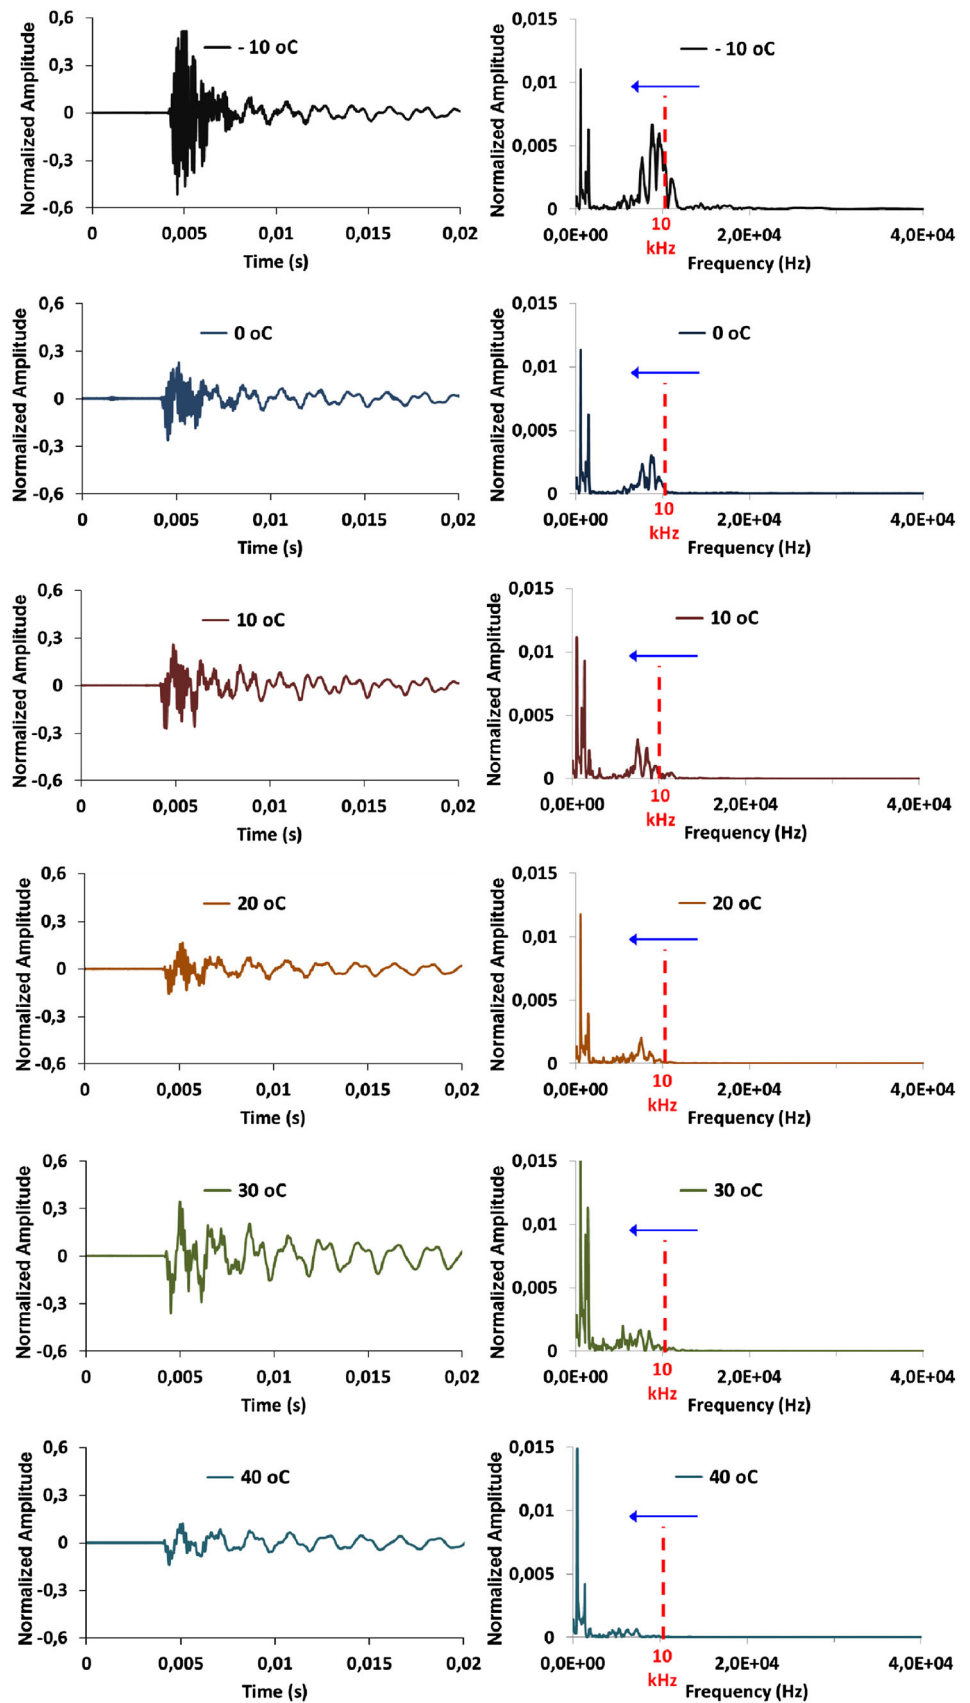 Normalized Amplitude
0,6
0,3
0
-0,3
-0,6
- 10 oC
0 0,005 0,01 0,015 0,02
Time (s)
Normalized Amplitude
0,015
0,01
0,005
0
- 10 oC
0,0E+00 10 kHz 2,0E+04 4,0E+04
Frequency (Hz)
Normalized Amplitude
0,6
0,3
0
-0,3
-0,6
0 oC
0 0,005 0,01 0,015 0,02
Time (s)
Normalized Amplitude
0,015
0,01
0,005
0
0 oC
0,0E+00 10 kHz 2,0E+04 4,0E+04
Frequency (Hz)
Normalized Amplitude
0,6
0,3
0
-0,3
-0,6
10 oC
0 0,005 0,01 0,015 0,02
Time (s)
Normalized Amplitude
0,015
0,01
0,005
0
10 oC
0,0E+00 10 kHz 2,0E+04 4,0E+04
Frequency (Hz)
Normalized Amplitude
0,6
0,3
0
-0,3
-0,6
20 oC
0 0,005 0,01 0,015 0,02
Time (s)
Normalized Amplitude
0,015
0,01
0,005
0
20 oC
0,0E+00 10 kHz 2,0E+04 4,0E+04
Frequency (Hz)
Normalized Amplitude
0,6
0,3
0
-0,3
-0,6
30 oC
0 0,005 0,01 0,015 0,02
Time (s)
Normalized Amplitude
0,015
0,01
0,005
0
30 oC
0,0E+00 10 kHz 2,0E+04 4,0E+04
Frequency (Hz)
Normalized Amplitude
0,6
0,3
0
-0,3
-0,6
40 oC
0 0,005 0,01 0,015 0,02
Time (s)
Normalized Amplitude
0,015
0,01
0,005
0
40 oC
0,0E+00 10 kHz 2,0E+04 4,0E+04
Frequency (Hz)